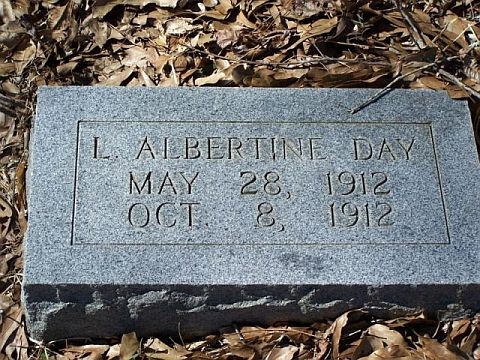 L. ALBERTINE DAY
MAY 28, 1912
OCT. 8, 1912